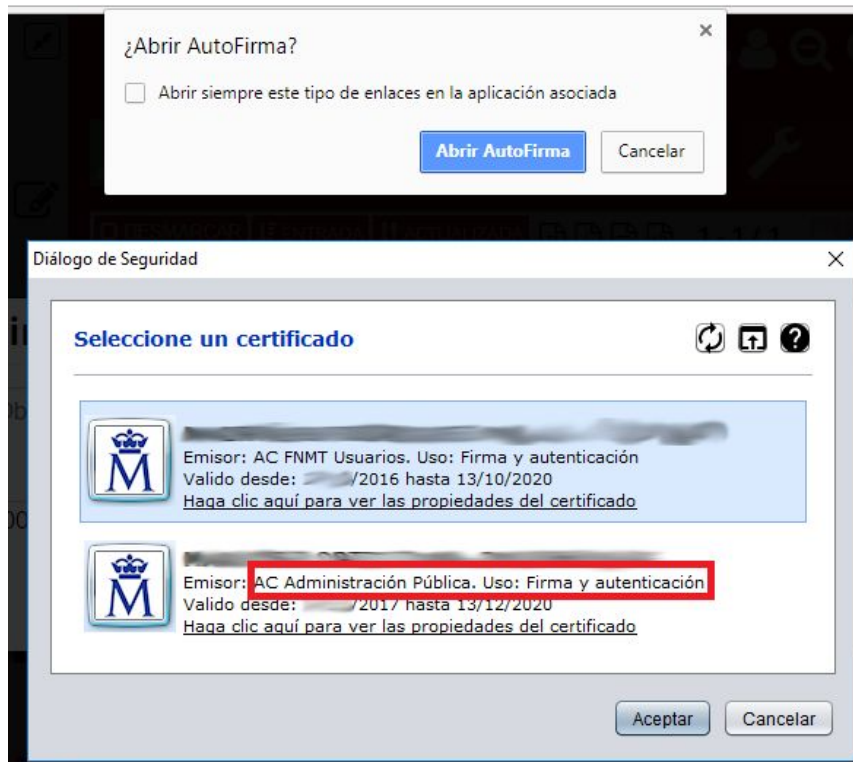 ¿Abrir AutoFirma?
Abrir siempre este tipo de enlaces en la aplicación asociada
Abrir AutoFirma
Cancelar
1-1/1
Diálogo de Seguridad
Seleccione un certificado
Emisor: AC FNMT Usuarios. Uso: Firma y autenticación
Valido desde: /2016 hasta 13/10/2020
Haga clic aquí para ver las propiedades del certificado
Emisor: AC Administración Pública. Uso: Firma y autenticación
Valido desde: /2017 hasta 13/12/2020
Haga clic aquí para ver las propiedades del certificado
Aceptar
Cancelar